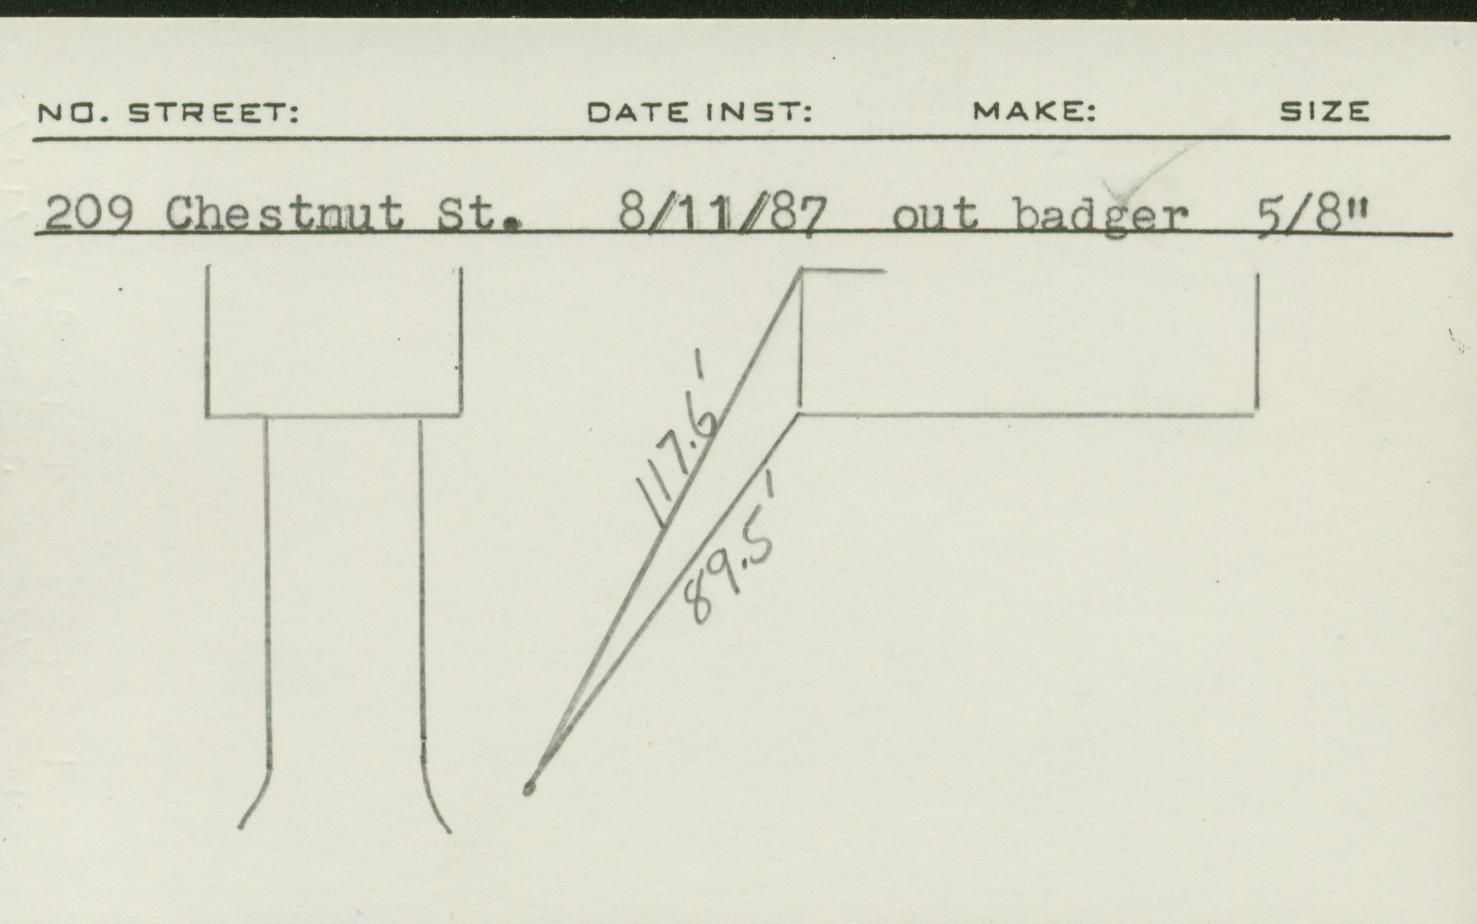 NO. STREET: DATE INST: MAKE: SIZE
209 Chestnut St. 8/11/87 out badger 5/8"
117.6'
89.5'